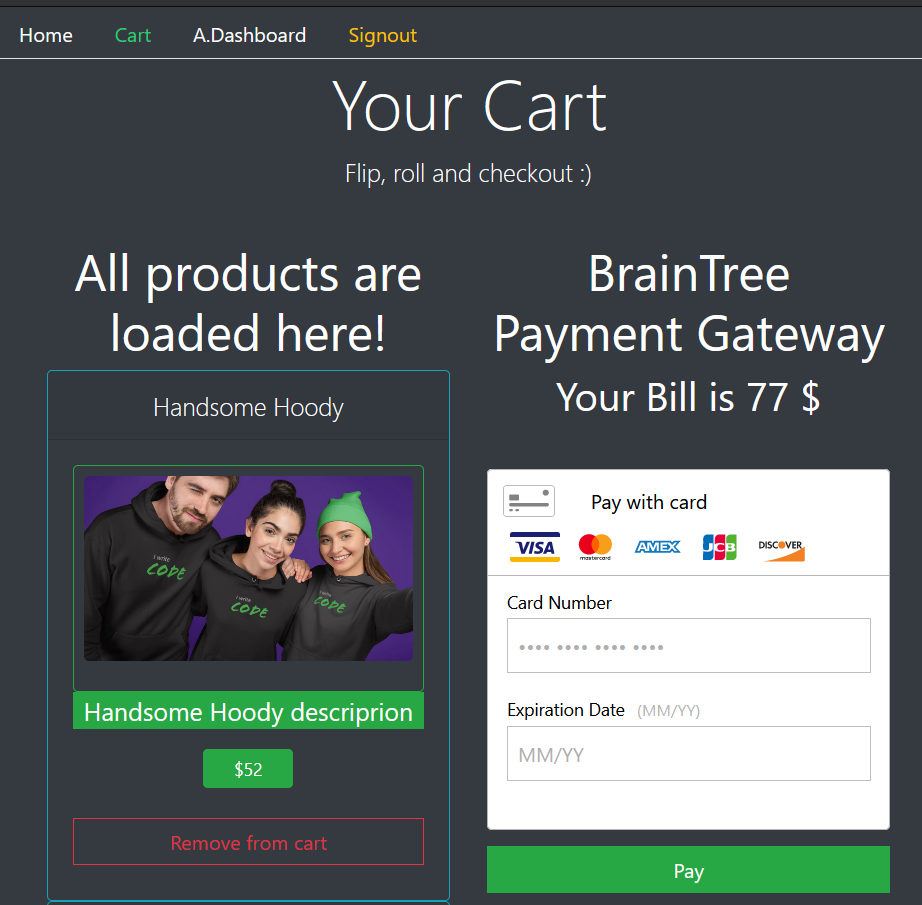 Home Cart A.Dashboard Signout
Your Cart
Flip, roll and checkout :)
All products are
loaded here!
Handsome Hoody
I WRITE
CODE
I WRITE
CODE
I WRITE
CODE
Handsome Hoody descriprion
$52
Remove from cart
BrainTree
Payment Gateway
Your Bill is 77 $
Pay with card
VISA mastercard AMEX JCB DISCOVER
Card Number
•••• •••• •••• ••••
Expiration Date (MM/YY)
MM/YY
Pay